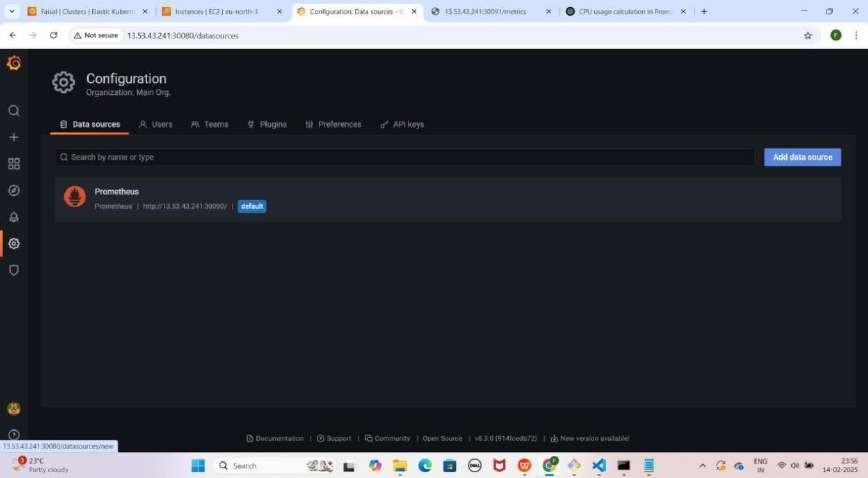 Faisal | Clusters | Elastic Kubern
Instances | EC2 | eu-north-1
Configuration: Data sources - G
13.53.43.241:30091/metrics
CPU usage calculation in Prom
Not secure
13.53.43.241:30080/datasources
F
Configuration
Organization: Main Org.
Data sources
Users
Teams
Plugins
Preferences
API keys
Search by name or type
Add data source
Prometheus
Prometheus | http://13.53.43.241:30090/ | default
Documentation | Support | Community | Open Source | v8.3.0 (914fcedb72) | New version available!
13.53.43.241:30080/datasources/new
3
23°C
Partly cloudy
Search
DELL
ENG
IN
23:56
14-02-2025